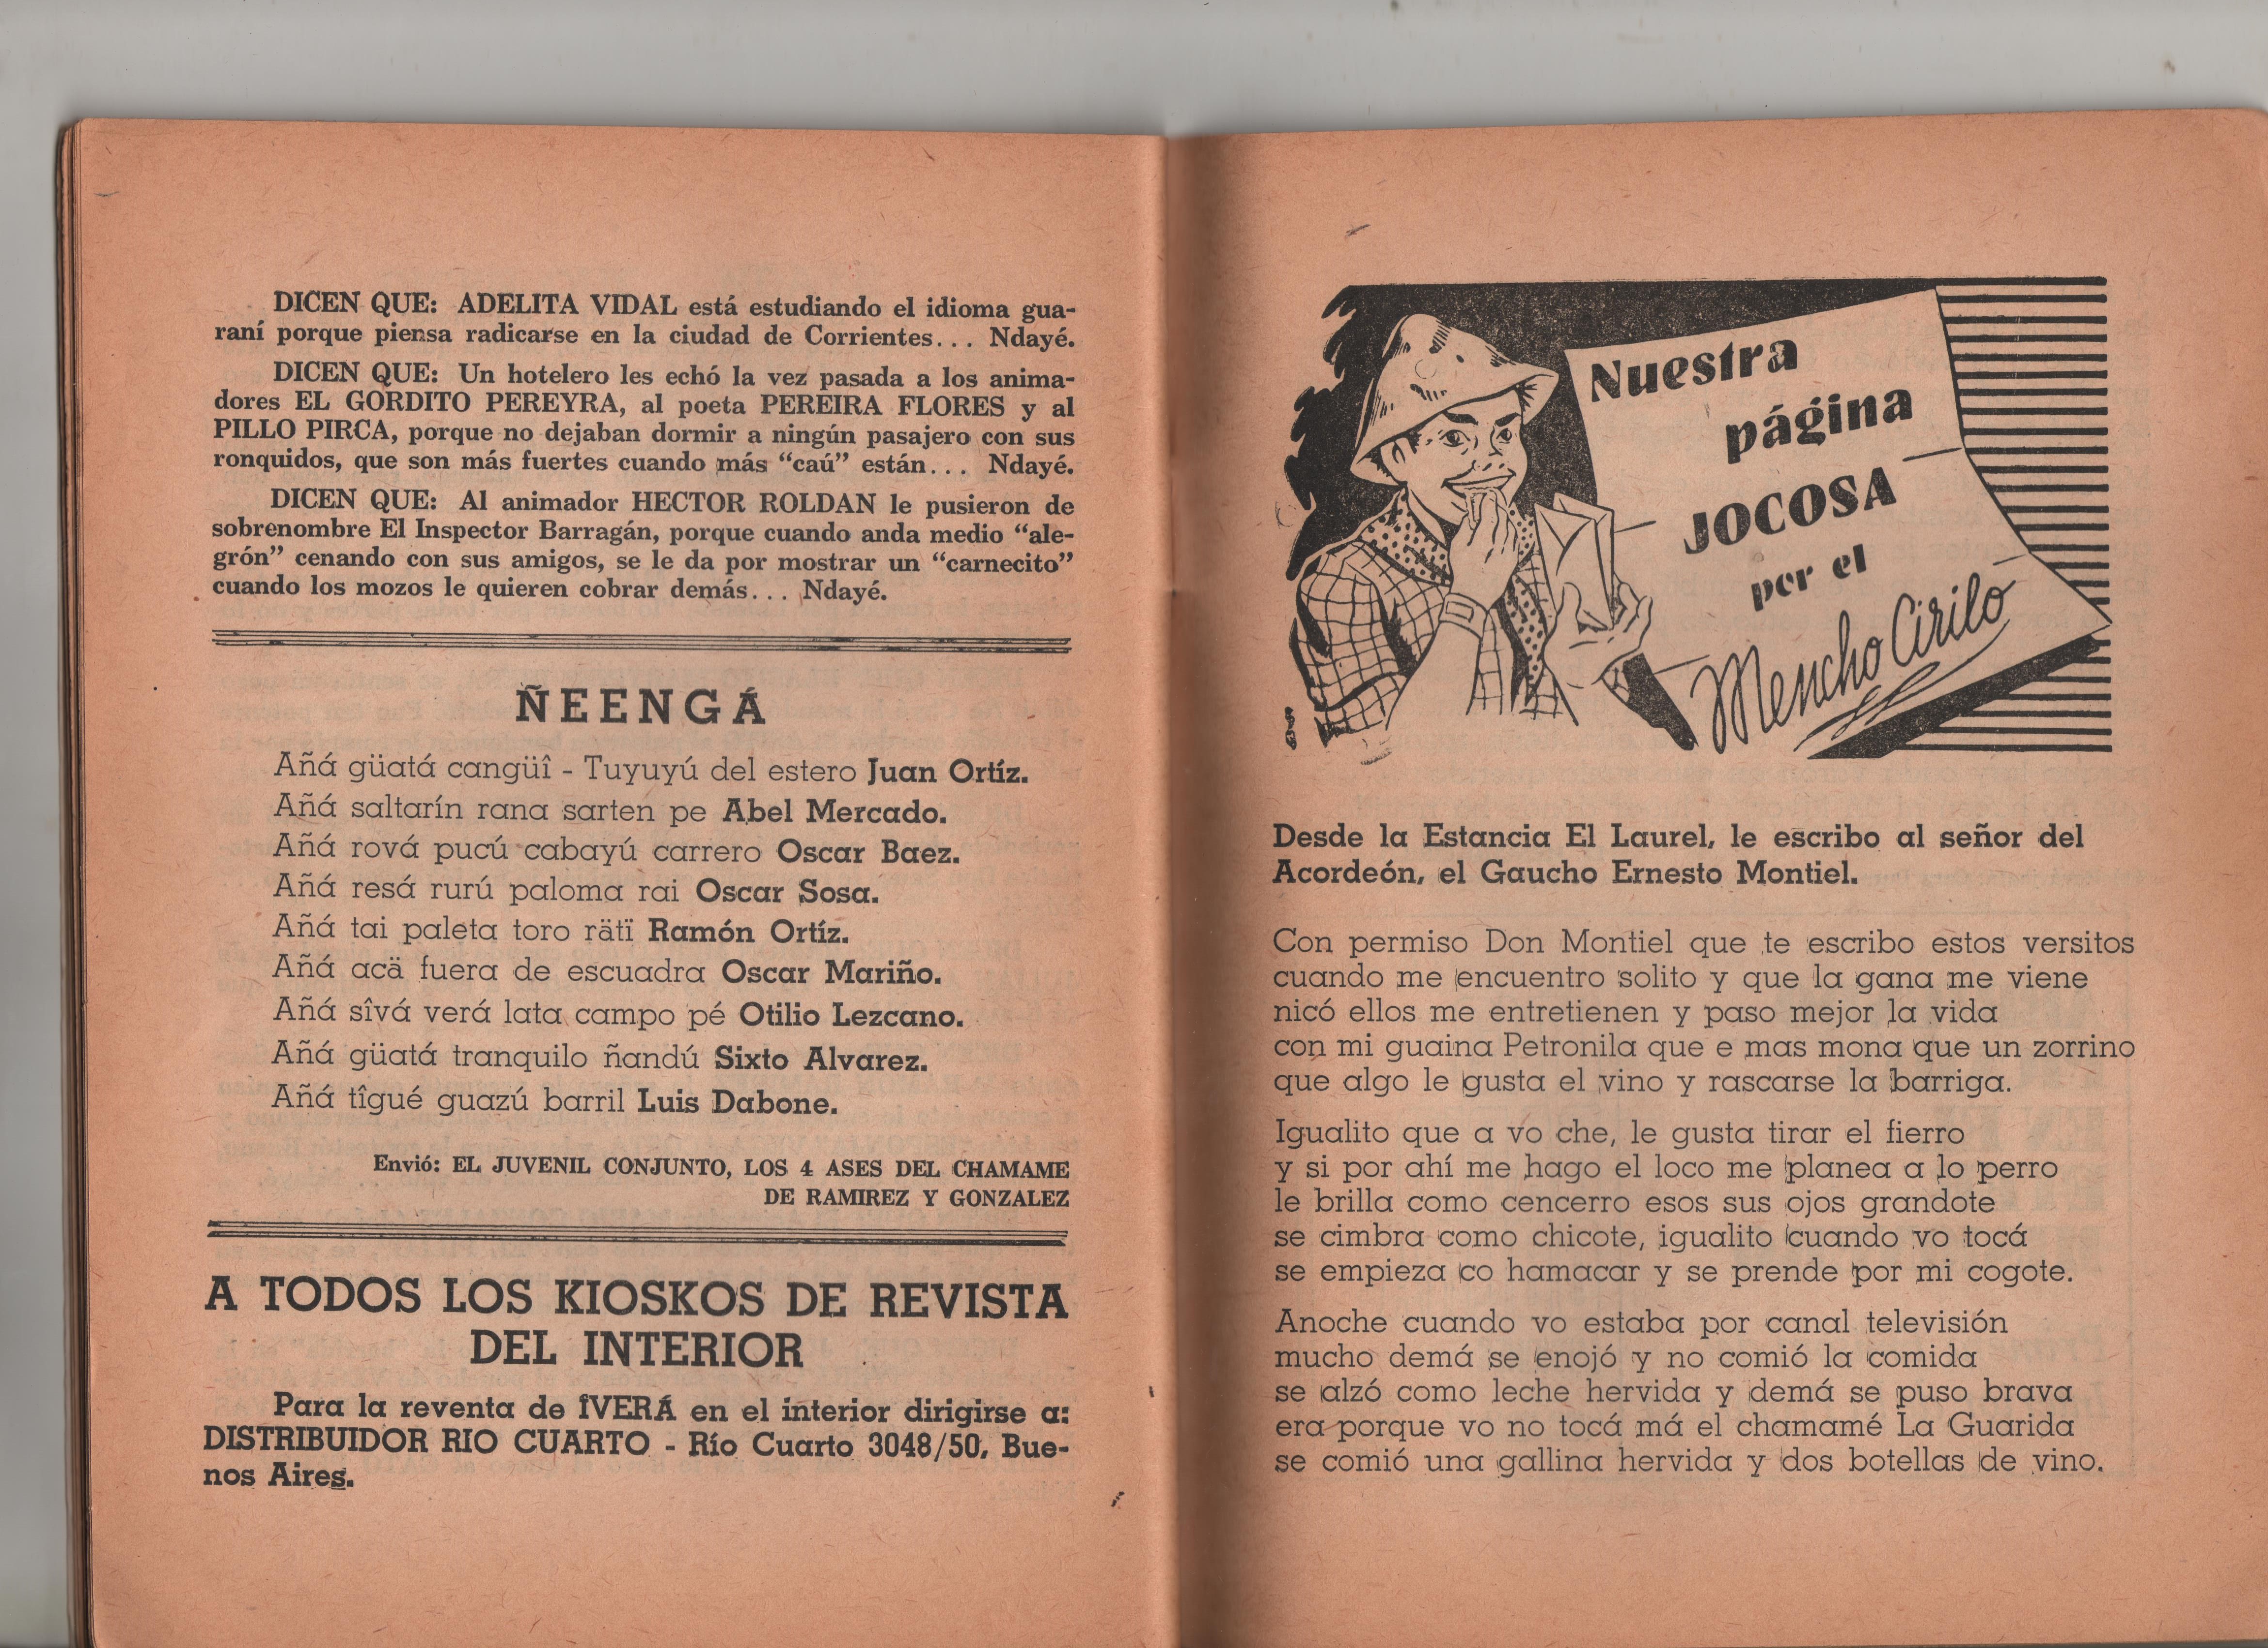 DICEN QUE: ADELITA VIDAL está estudiando el idioma gua-
raní porque piensa radicarse en la ciudad de Corrientes... Ndayé.
DICEN QUE: Un hotelero les echó la vez pasada a los anima-
dores EL GORDITO PEREYRA, al poeta PEREIRA FLORES y al
PILLO PIRCA, porque no dejaban dormir a ningún pasajero con sus
ronquidos, que son más fuertes cuando más “caú” están... Ndayé.
DICEN QUE: Al animador HECTOR ROLDAN le pusieron de
sobrenombre El Inspector Barragán, porque cuando anda medio “ale-
grón” cenando con sus amigos, se le da por mostrar un “carnecito”
cuando los mozos le quieren cobrar demás... Ndayé.
ÑEENGÁ
Añá güatá cangüî - Tuyuyú del estero Juan Ortíz.
Añá saltarín rana sarten pe Abel Mercado.
Añá rová pucú cabayú carrero Oscar Baez.
Añá resá rurú paloma rai Oscar Sosa.
Añá tai paleta toro rätï Ramón Ortíz.
Añá acä fuera de escuadra Oscar Mariño.
Añá sîvá verá lata campo pé Otilio Lezcano.
Añá güatá tranquilo ñandú Sixto Alvarez.
Añá tîgué guazú barril Luis Dabone.
Envió: EL JUVENIL CONJUNTO, LOS 4 ASES DEL CHAMAME
DE RAMIREZ Y GONZALEZ
A TODOS LOS KIOSKOS DE REVISTA
DEL INTERIOR
Para la reventa de ÎVERÁ en el interior dirigirse a:
DISTRIBUIDOR RIO CUARTO - Río Cuarto 3048/50, Bue-
nos Aires.
Nuestra
página
JOCOSA
por el
Mencho Cirilo
Desde la Estancia El Laurel, le escribo al señor del
Acordeón, el Gaucho Ernesto Montiel.
Con permiso Don Montiel que te escribo estos versitos
cuando me encuentro solito y que la gana me viene
nicó ellos me entretienen y paso mejor la vida
con mi guaina Petronila que e mas mona que un zorrino
que algo le gusta el vino y rascarse la barriga.
Igualito que a vo che, le gusta tirar el fierro
y si por ahí me hago el loco me planea a lo perro
le brilla como cencerro esos sus ojos grandote
se cimbra como chicote, igualito cuando vo tocá
se empieza co hamacar y se prende por mi cogote.
Anoche cuando vo estaba por canal televisión
mucho demá se enojó y no comió la comida
se alzó como leche hervida y demá se puso brava
era porque vo no tocá má el chamamé La Guarida
se comió una gallina hervida y dos botellas de vino.